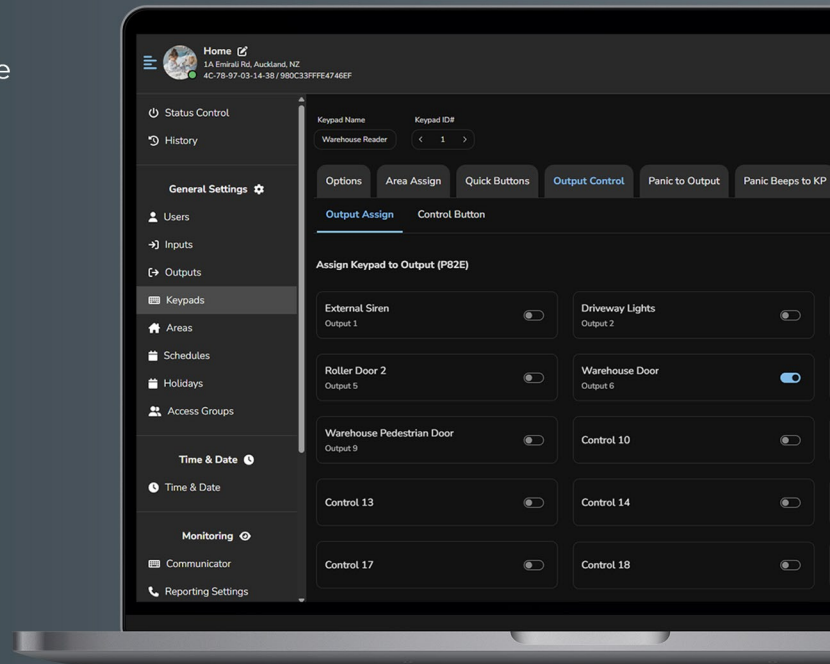 e
Home
1A Emirali Rd, Auckland, NZ
4C-78-97-03-14-38 / 980C33FFFE4746EF
Status Control
History
General Settings
Users
Inputs
Outputs
Keypads
Areas
Schedules
Holidays
Access Groups
Time & Date
Time & Date
Monitoring
Communicator
Reporting Settings
Keypad Name Keypad ID#
Warehouse Reader < 1 >
Options Area Assign Quick Buttons Output Control Panic to Output Panic Beeps to KP
Output Assign Control Button
Assign Keypad to Output (P82E)
External Siren
Output 1
Driveway Lights
Output 2
Roller Door 2
Output 5
Warehouse Door
Output 6
Warehouse Pedestrian Door
Output 9
Control 10
Control 13
Control 14
Control 17
Control 18